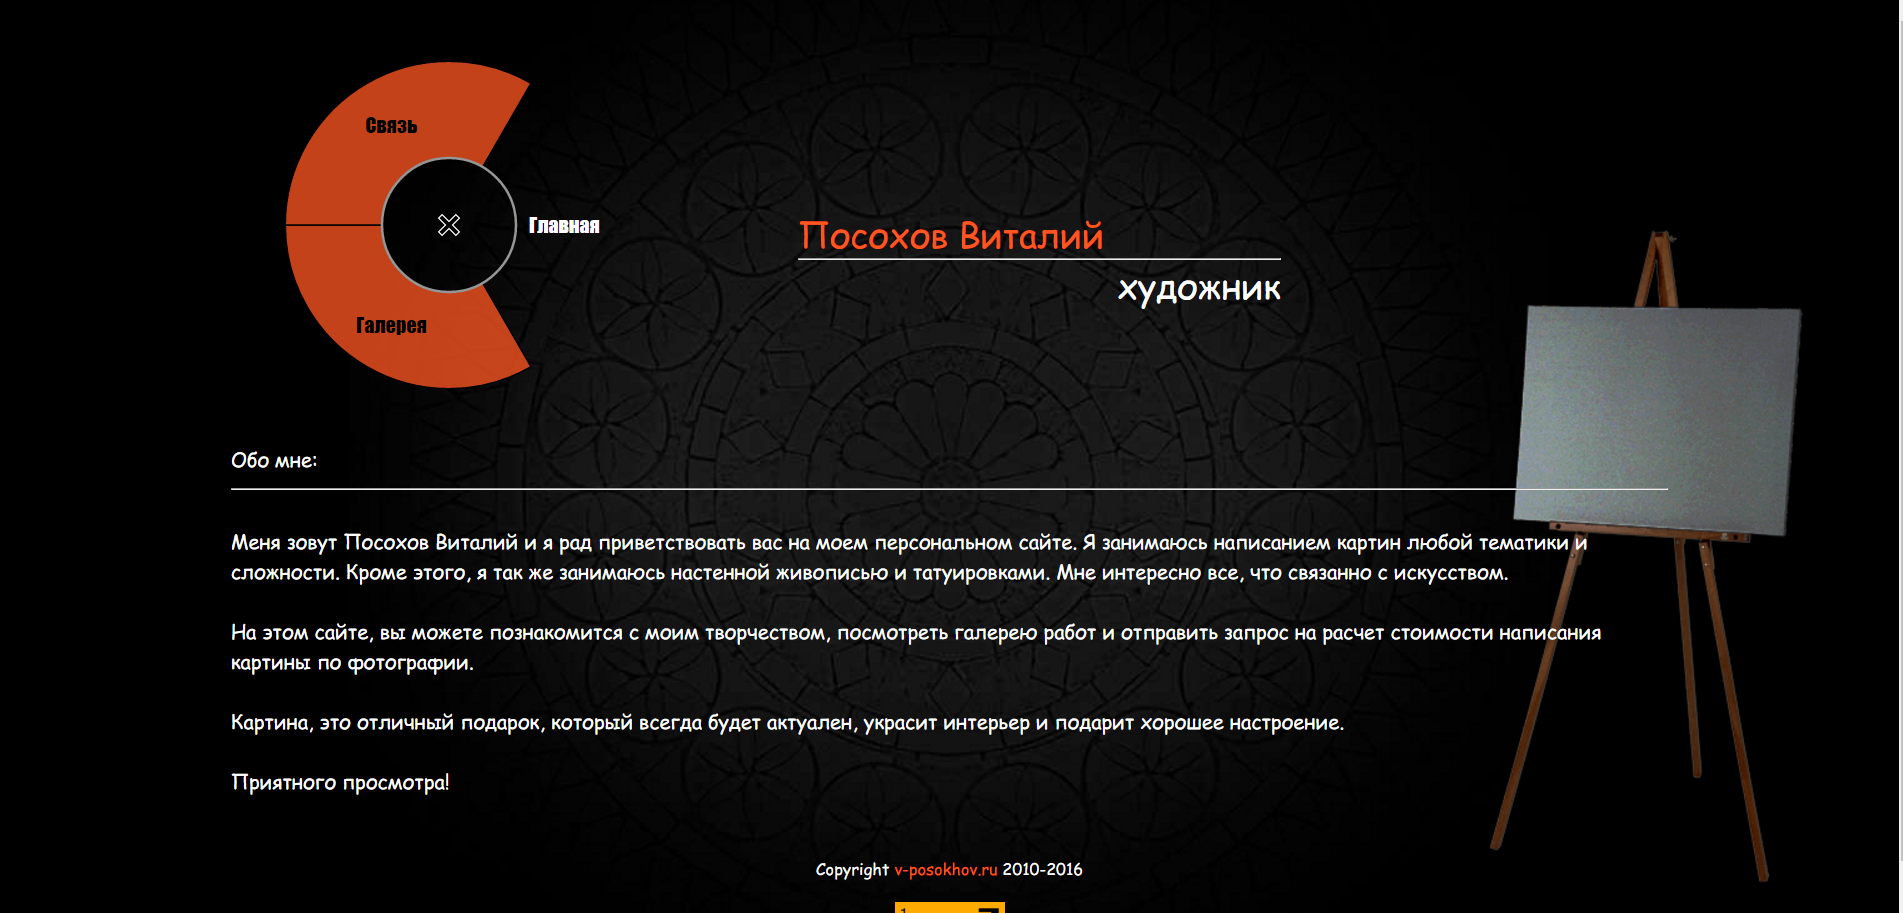 Связь
Главная
Галерея
Посохов Виталий
художник
Обо мне:
Меня зовут Посохов Виталий и я рад приветствовать вас на моем персональном сайте. Я занимаюсь написанием картин любой тематики и
сложности. Кроме этого, я так же занимаюсь настенной живописью и татуировками. Мне интересно все, что связанно с искусством.
На этом сайте, вы можете познакомится с моим творчеством, посмотреть галерею работ и отправить запрос на расчет стоимости написания
картины по фотографии.
Картина, это отличный подарок, который всегда будет актуален, украсит интерьер и подарит хорошее настроение.
Приятного просмотра!
Copyright v-posokhov.ru 2010-2016